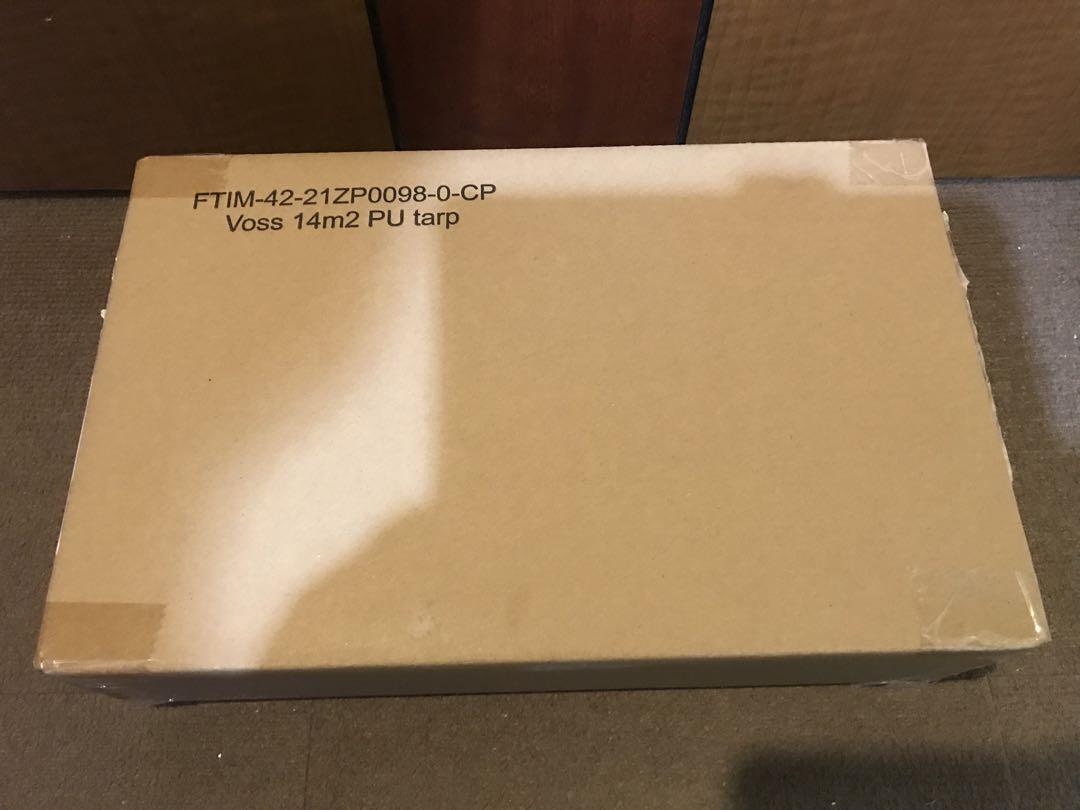 FTIM-42-21ZP0098-0-CP
Voss 14m2 PU tarp